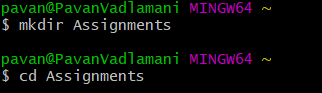 pavan@PavanVadlamani MINGW64 ~
$ mkdir Assignments
pavan@PavanVadlamani MINGW64 ~
$ cd Assignments